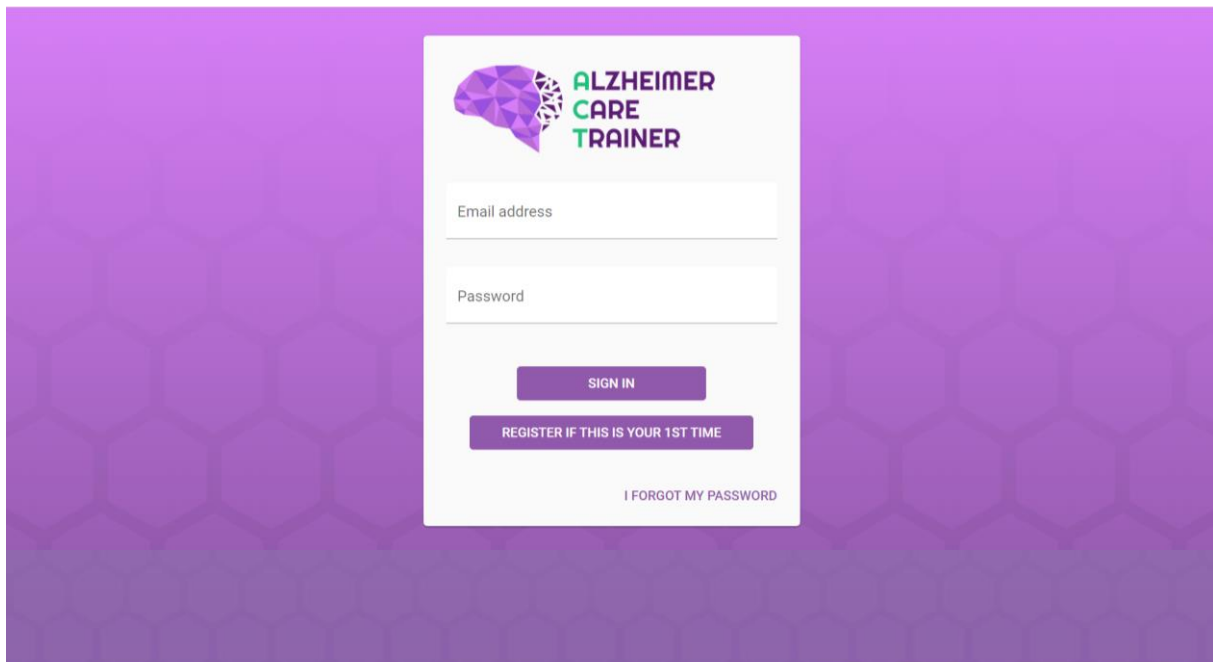 ALZHEIMER
CARE
TRAINER
Email address
Password
SIGN IN
REGISTER IF THIS IS YOUR 1ST TIME
I FORGOT MY PASSWORD